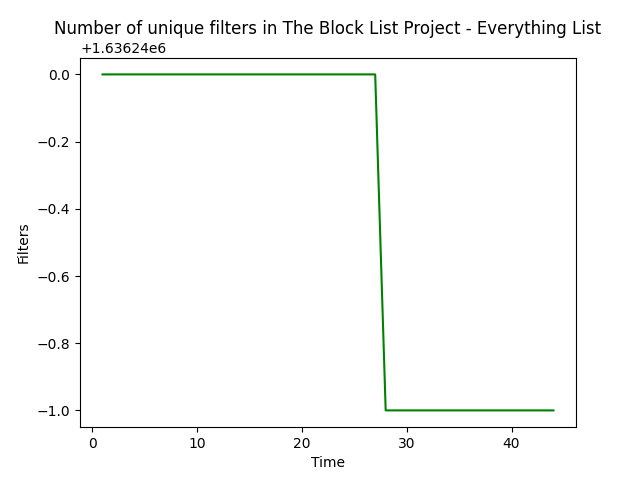 Number of unique filters in The Block List Project - Everything List
+1.63624e6
0.0
−0.2
−0.4
−0.6
−0.8
−1.0
Filters
0 10 20 30 40
Time